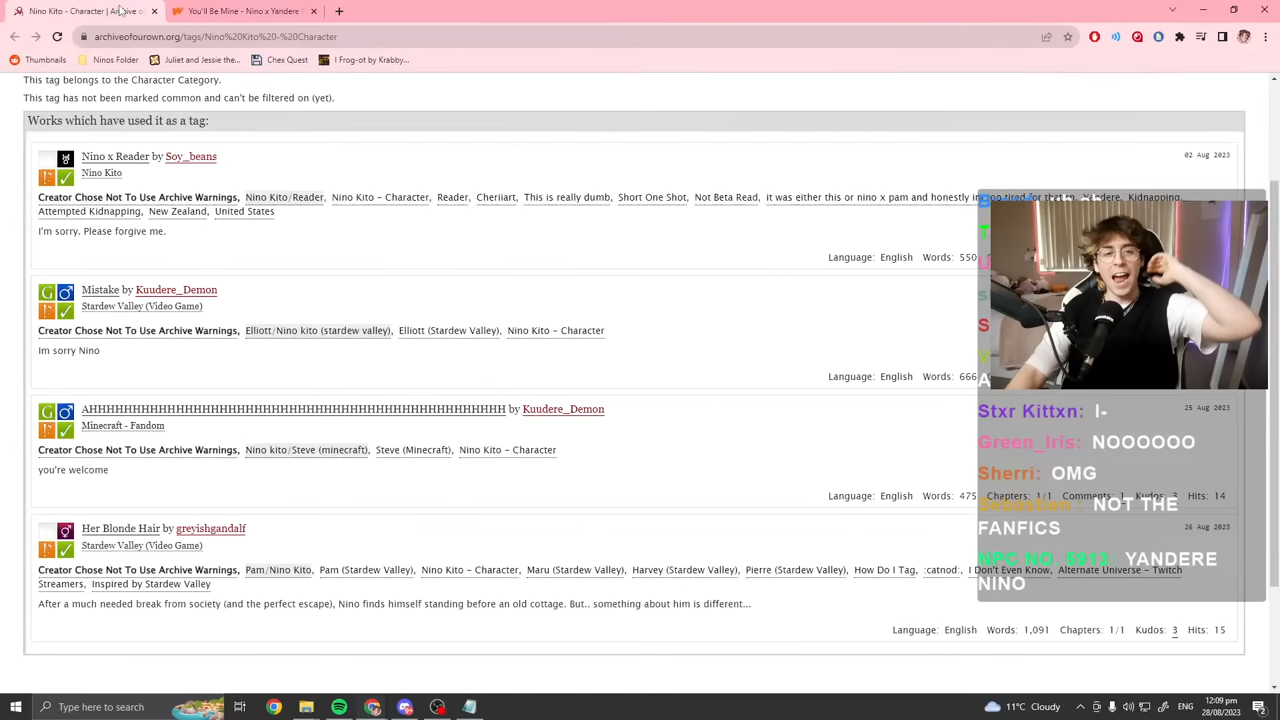 Nino Kito - Character | Archive o
You'll Be Mine - Nino x Yandere
archiveofourown.org/tags/Nino%20Kito%20-%20Character
Thumbnails Ninos Folder Juliet and Jessie the... Chex Quest I Frog-ot by Krabby...
This tag belongs to the Character Category.
This tag has not been marked common and can't be filtered on (yet).
Works which have used it as a tag:
Nino x Reader by Soy_beans
02 Aug 2023
Nino Kito
Creator Chose Not To Use Archive Warnings, Nino Kito/Reader, Nino Kito - Character, Reader, Cheriiart, This is really dumb, Short One Shot, Not Beta Read, it was either this or nino x pam and honestly im too tired for that rn, Yandere, Kidnapping,
Attempted Kidnapping, New Zealand, United States
I'm sorry. Please forgive me.
Language: English Words: 550
Mistake by Kuudere_Demon
Stardew Valley (Video Game)
Creator Chose Not To Use Archive Warnings, Elliott/Nino kito (stardew valley), Elliott (Stardew Valley), Nino Kito - Character
Im sorry Nino
Language: English Words: 666
AHHHHHHHHHHHHHHHHHHHHHHHHHHHHHHHHHHHHHHHHHHHHHHHH by Kuudere_Demon
25 Aug 2023
Minecraft - Fandom
Creator Chose Not To Use Archive Warnings, Nino kito/Steve (minecraft), Steve (Minecraft), Nino Kito - Character
you're welcome
Language: English Words: 475 Chapters: 1/1 Comments: 1 Kudos: 3 Hits: 14
Her Blonde Hair by greyishgandalf
26 Aug 2023
Stardew Valley (Video Game)
Creator Chose Not To Use Archive Warnings, Pam/Nino Kito, Pam (Stardew Valley), Nino Kito - Character, Maru (Stardew Valley), Harvey (Stardew Valley), Pierre (Stardew Valley), How Do I Tag, :catnod:, I Don't Even Know, Alternate Universe - Twitch
Streamers, Inspired by Stardew Valley
After a much needed break from society (and the perfect escape), Nino finds himself standing before an old cottage. But.. something about him is different...
Language: English Words: 1,091 Chapters: 1/1 Kudos: 3 Hits: 15
Stxr Kittxn: I-
Green_Iris: NOOOOOO
Sherri: OMG
Sebastien : NOT THE
FANFICS
NPC NO. 5913: YANDERE
NINO
Type here to search
11°C Cloudy
ENG
12:09 pm
28/08/2023
2